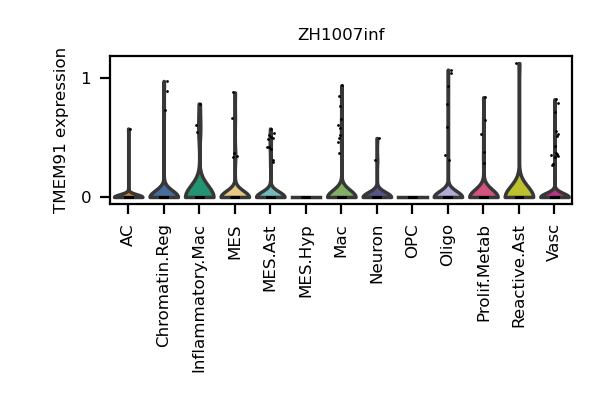 ZH1007inf
TMEM91 expression
1
0
AC
Chromatin.Reg
Inflammatory.Mac
MES
MES.Ast
MES.Hyp
Mac
Neuron
OPC
Oligo
Prolif.Metab
Reactive.Ast
Vasc